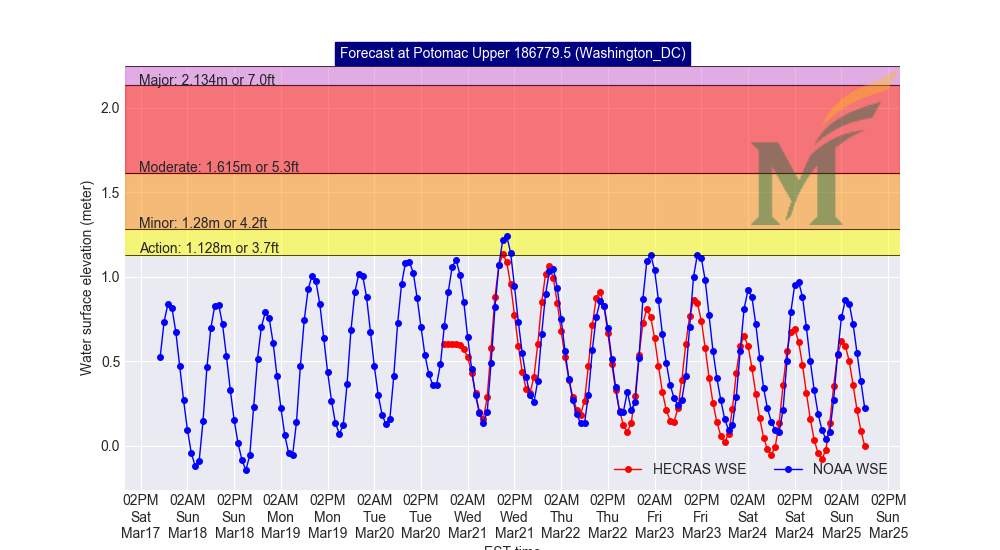 Forecast at Potomac Upper 186779.5 (Washington_DC)
Major: 2.134m or 7.0ft
2.0
Moderate: 1.615m or 5.3ft
1.5
Minor: 1.28m or 4.2ft
Action: 1.128m or 3.7ft
1.0
0.5
0.0
Water surface elevation (meter)
M
HECRAS WSE NOAA WSE
02PM 02AM 02PM 02AM 02PM 02AM 02PM 02AM 02PM 02AM 02PM 02AM 02PM 02AM 02PM 02AM 02PM
Sat Sun Sun Mon Mon Tue Tue Wed Wed Thu Thu Fri Fri Sat Sat Sun Sun
Mar17 Mar18 Mar18 Mar19 Mar19 Mar20 Mar20 Mar21 Mar21 Mar22 Mar22 Mar23 Mar23 Mar24 Mar24 Mar25 Mar25
EST time